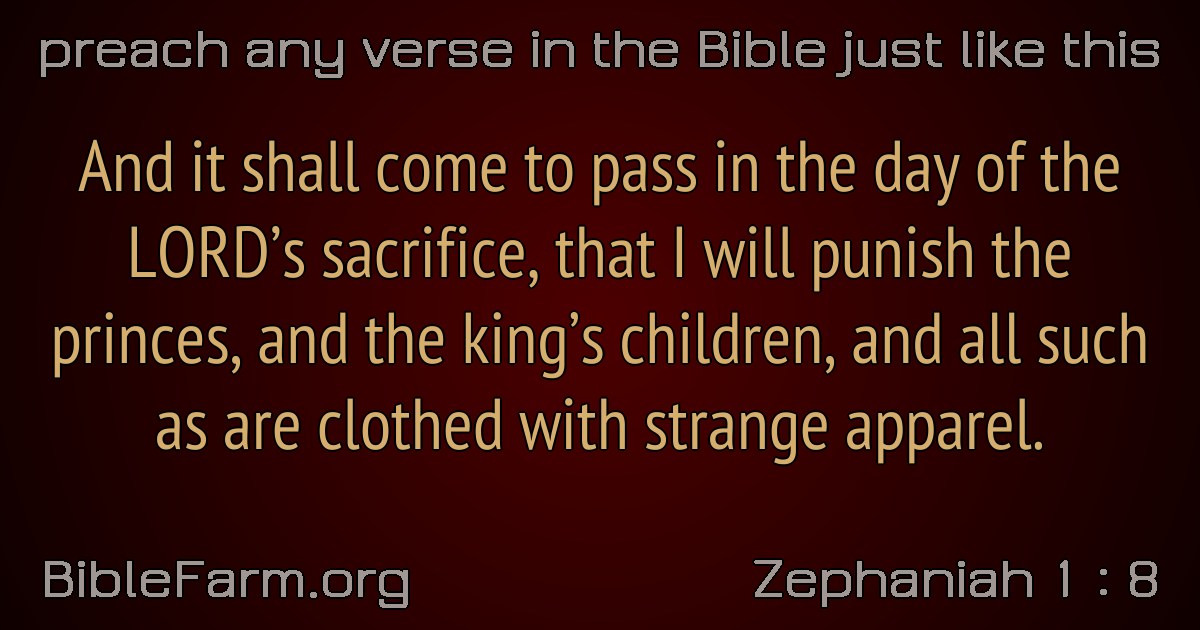 preach any verse in the Bible just like this
And it shall come to pass in the day of the
LORD’s sacrifice, that I will punish the
princes, and the king’s children, and all such
as are clothed with strange apparel.
BibleFarm.org
Zephaniah 1 : 8